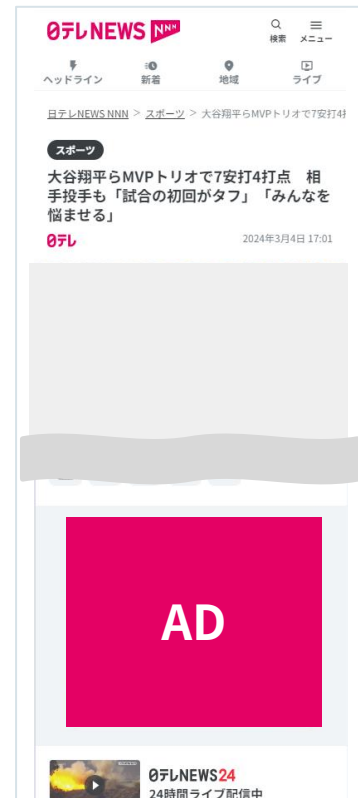 日テレNEWS NNN
検索 メニュー
ヘッドライン 新着 地域 ライブ
日テレNEWS NNN > スポーツ > 大谷翔平らMVPトリオで7安打4打
スポーツ
大谷翔平らMVPトリオで7安打4打点 相
手投手も「試合の初回がタフ」「みんなを
悩ませる」
日テレ 2024年3月4日 17:01
AD
日テレNEWS24
24時間ライブ配信中